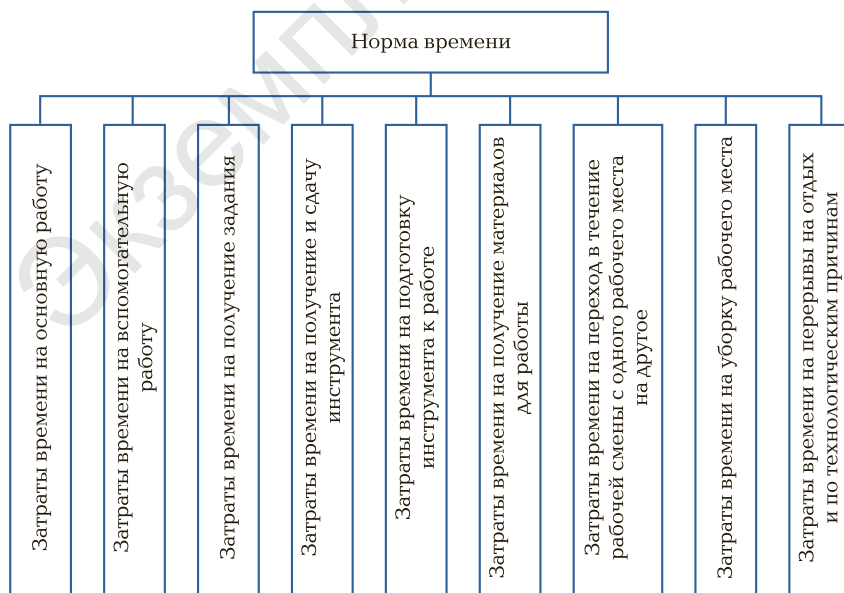 Норма времени
Затраты времени на основную работу
Затраты времени на вспомогательную
работу
Затраты времени на получение задания
Затраты времени на получение и сдачу
инструмента
Затраты времени на подготовку
инструмента к работе
Затраты времени на получение материалов
для работы
Затраты времени на переход в течение
рабочей смены с одного рабочего места
на другое
Затраты времени на уборку рабочего места
Затраты времени на перерывы на отдых
и по технологическим причинам